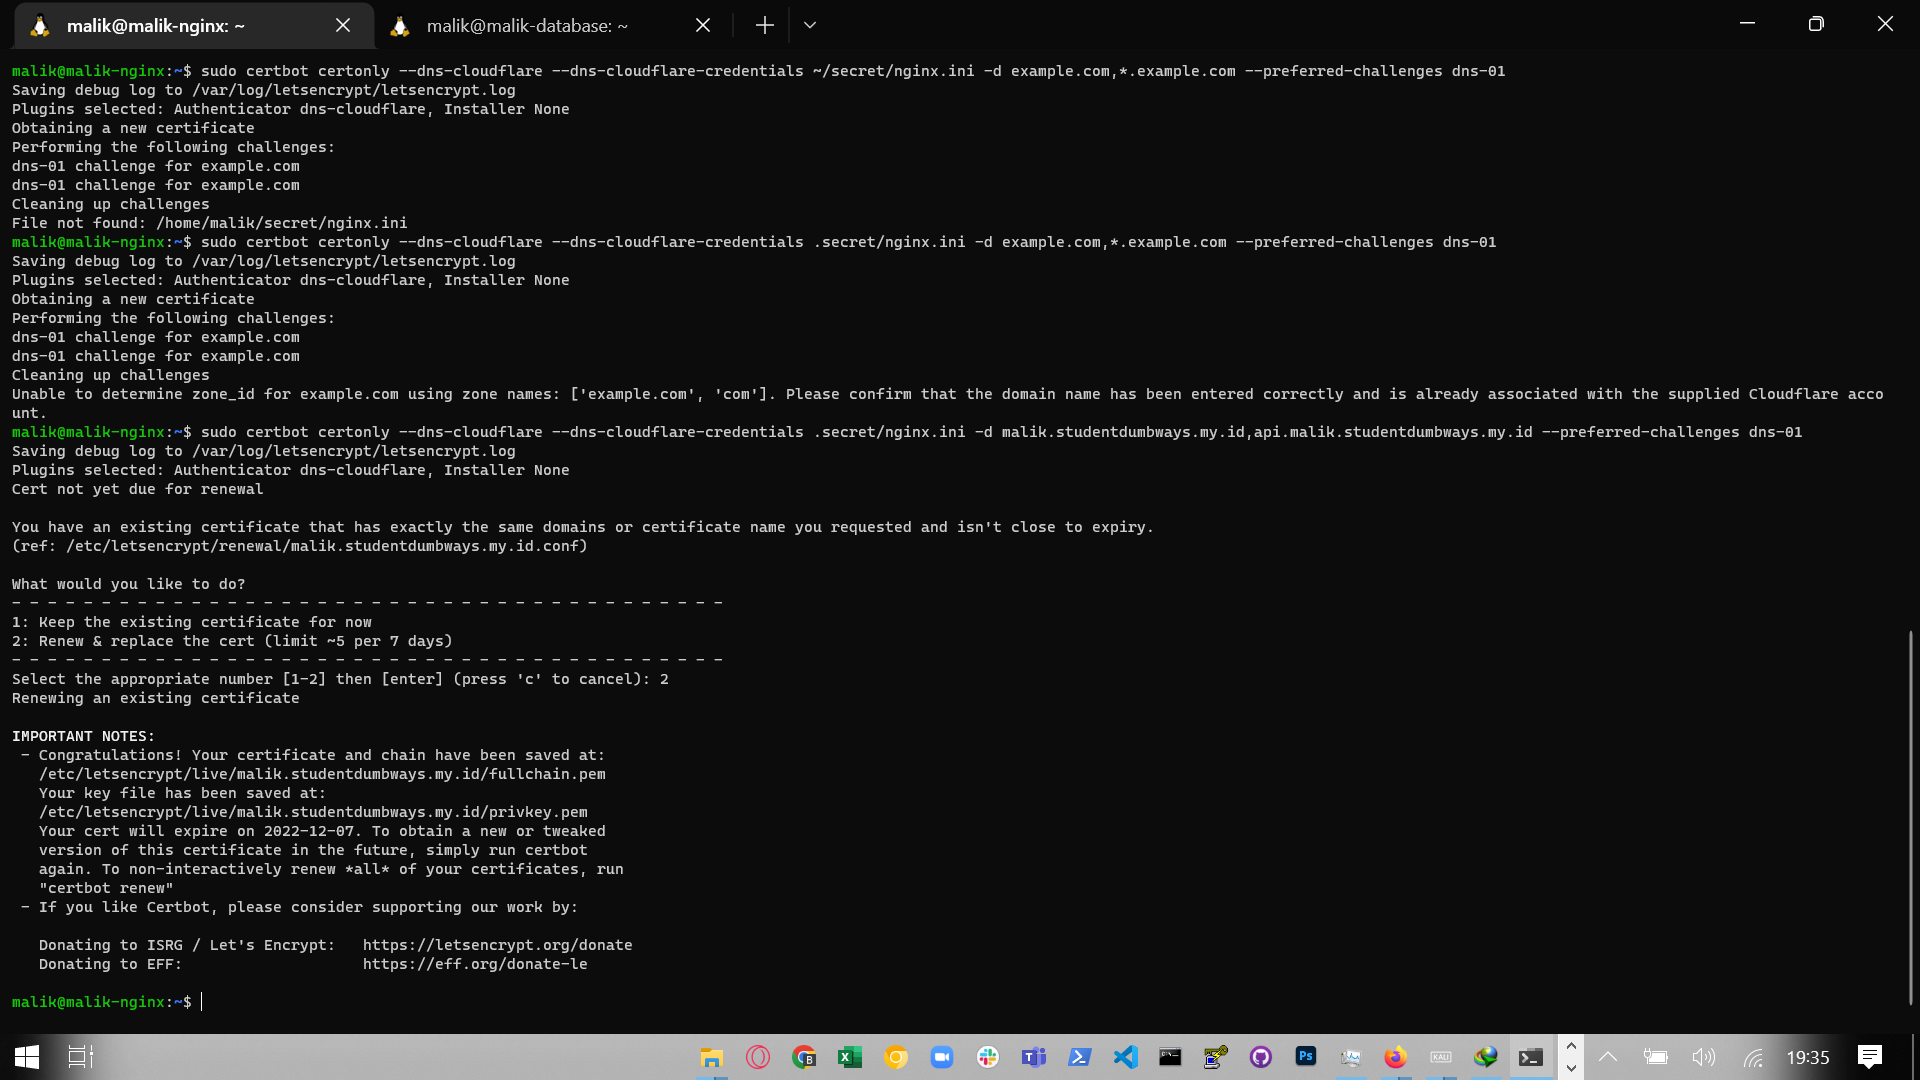 malik@malik-nginx: ~
malik@malik-database: ~
malik@malik-nginx:~$ sudo certbot certonly --dns-cloudflare --dns-cloudflare-credentials ~/secret/nginx.ini -d example.com,*.example.com --preferred-challenges dns-01
Saving debug log to /var/log/letsencrypt/letsencrypt.log
Plugins selected: Authenticator dns-cloudflare, Installer None
Obtaining a new certificate
Performing the following challenges:
dns-01 challenge for example.com
dns-01 challenge for example.com
Cleaning up challenges
File not found: /home/malik/secret/nginx.ini
malik@malik-nginx:~$ sudo certbot certonly --dns-cloudflare --dns-cloudflare-credentials .secret/nginx.ini -d example.com,*.example.com --preferred-challenges dns-01
Saving debug log to /var/log/letsencrypt/letsencrypt.log
Plugins selected: Authenticator dns-cloudflare, Installer None
Obtaining a new certificate
Performing the following challenges:
dns-01 challenge for example.com
dns-01 challenge for example.com
Cleaning up challenges
Unable to determine zone_id for example.com using zone names: ['example.com', 'com']. Please confirm that the domain name has been entered correctly and is already associated with the supplied Cloudflare acco
unt.
malik@malik-nginx:~$ sudo certbot certonly --dns-cloudflare --dns-cloudflare-credentials .secret/nginx.ini -d malik.studentdumbways.my.id,api.malik.studentdumbways.my.id --preferred-challenges dns-01
Saving debug log to /var/log/letsencrypt/letsencrypt.log
Plugins selected: Authenticator dns-cloudflare, Installer None
Cert not yet due for renewal
You have an existing certificate that has exactly the same domains or certificate name you requested and isn't close to expiry.
(ref: /etc/letsencrypt/renewal/malik.studentdumbways.my.id.conf)
What would you like to do?
- - - - - - - - - - - - - - - - - - - - - - - - - - - - - - - - - - - - - - - -
1: Keep the existing certificate for now
2: Renew & replace the cert (limit ~5 per 7 days)
- - - - - - - - - - - - - - - - - - - - - - - - - - - - - - - - - - - - - - - -
Select the appropriate number [1-2] then [enter] (press 'c' to cancel): 2
Renewing an existing certificate
IMPORTANT NOTES:
- Congratulations! Your certificate and chain have been saved at:
/etc/letsencrypt/live/malik.studentdumbways.my.id/fullchain.pem
Your key file has been saved at:
/etc/letsencrypt/live/malik.studentdumbways.my.id/privkey.pem
Your cert will expire on 2022-12-07. To obtain a new or tweaked
version of this certificate in the future, simply run certbot
again. To non-interactively renew *all* of your certificates, run
"certbot renew"
- If you like Certbot, please consider supporting our work by:
Donating to ISRG / Let's Encrypt: https://letsencrypt.org/donate
Donating to EFF: https://eff.org/donate-le
malik@malik-nginx:~$
Ps
KALI
19:35